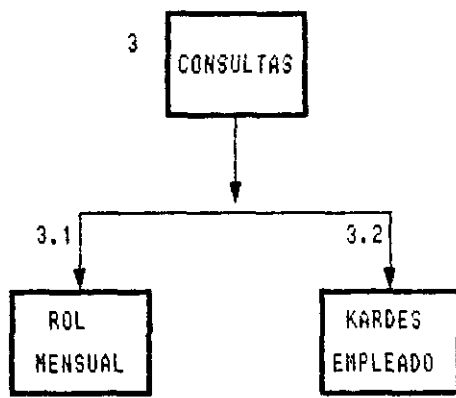 3
CONSULTAS
3.1
3.2
ROL
MENSUAL
KARDES
EMPLEADO